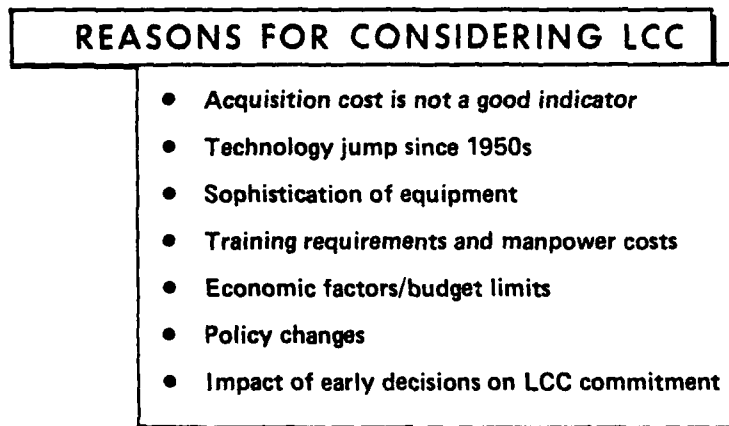 REASONS FOR CONSIDERING LCC
• Acquisition cost is not a good indicator
• Technology jump since 1950s
• Sophistication of equipment
• Training requirements and manpower costs
• Economic factors/budget limits
• Policy changes
• Impact of early decisions on LCC commitment